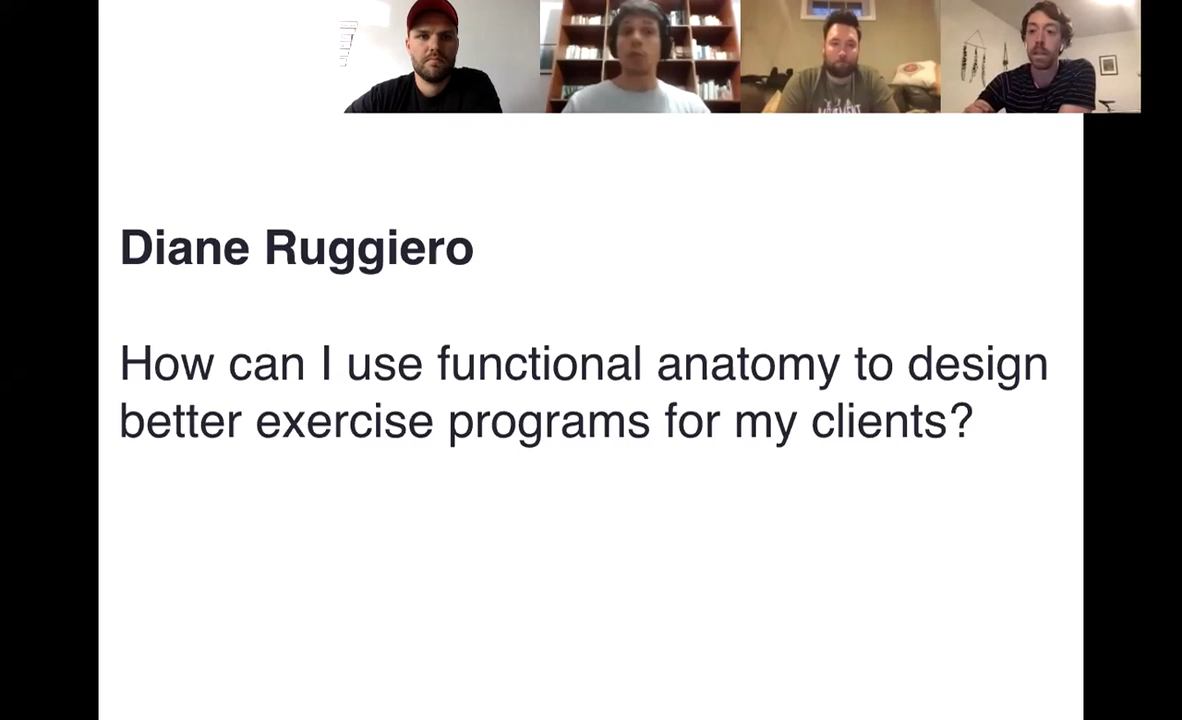 Diane Ruggiero
How can I use functional anatomy to design
better exercise programs for my clients?